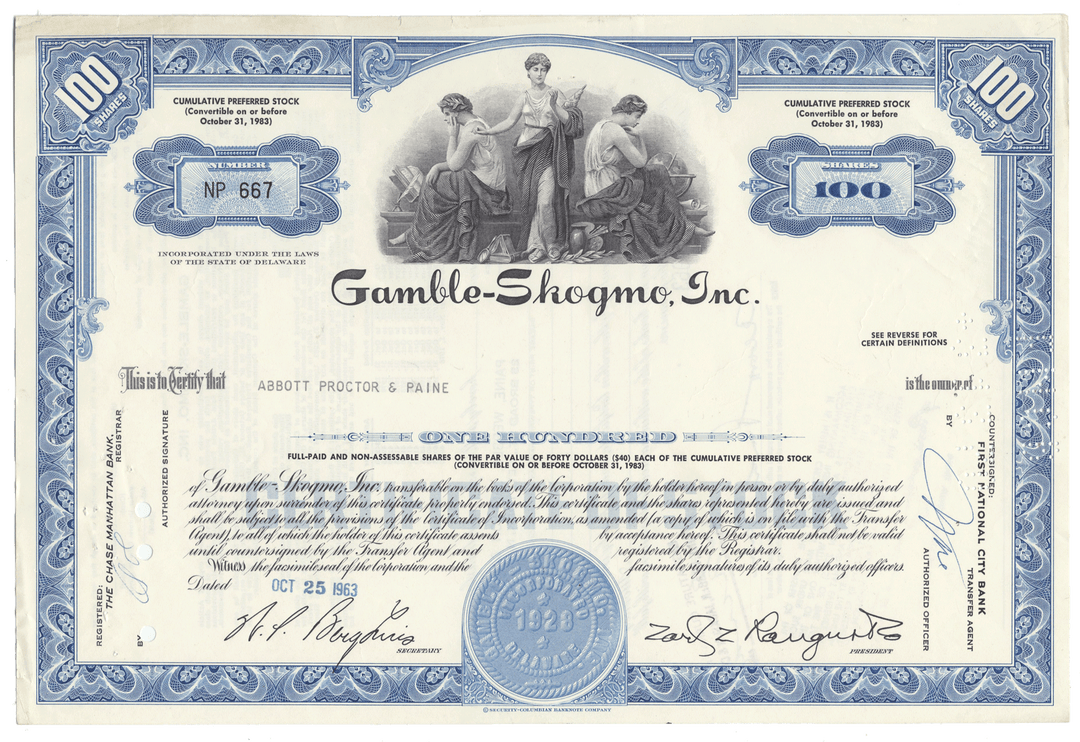 100 SHARES
100 SHARES
CUMULATIVE PREFERRED STOCK
(Convertible on or before
October 31, 1983)
CUMULATIVE PREFERRED STOCK
(Convertible on or before
October 31, 1983)
NUMBER
NP 667
SHARES
100
INCORPORATED UNDER THE LAWS
OF THE STATE OF DELAWARE
Gamble-Skogmo, Inc.
SEE REVERSE FOR
CERTAIN DEFINITIONS
This is to Certify that ABBOTT PROCTOR & PAINE is the owner of
ONE HUNDRED
FULL-PAID AND NON-ASSESSABLE SHARES OF THE PAR VALUE OF FORTY DOLLARS ($40) EACH OF THE CUMULATIVE PREFERRED STOCK
(CONVERTIBLE ON OR BEFORE OCTOBER 31, 1983)
of Gamble-Skogmo, Inc. transferable on the books of the Corporation by the holder hereof in person or by duly authorized
attorney upon surrender of this certificate properly endorsed. This certificate and the shares represented hereby are issued and
shall be subject to all the provisions of the Certificate of Incorporation, as amended (a copy of which is on file with the Transfer
Agent), to all of which the holder of this certificate assents by acceptance hereof. This certificate shall not be valid
until countersigned by the Transfer Agent and registered by the Registrar.
Witness the facsimile seal of the Corporation and the facsimile signatures of its duly authorized officers.
Dated OCT 25 1963
SECRETARY
PRESIDENT
GAMBLE-SKOGMO, INC.
INCORPORATED
1928
DELAWARE
REGISTERED:
THE CHASE MANHATTAN BANK,
REGISTRAR
BY
AUTHORIZED SIGNATURE
COUNTERSIGNED:
FIRST NATIONAL CITY BANK
TRANSFER AGENT
BY
AUTHORIZED OFFICER
© SECURITY-COLUMBIAN BANKNOTE COMPANY